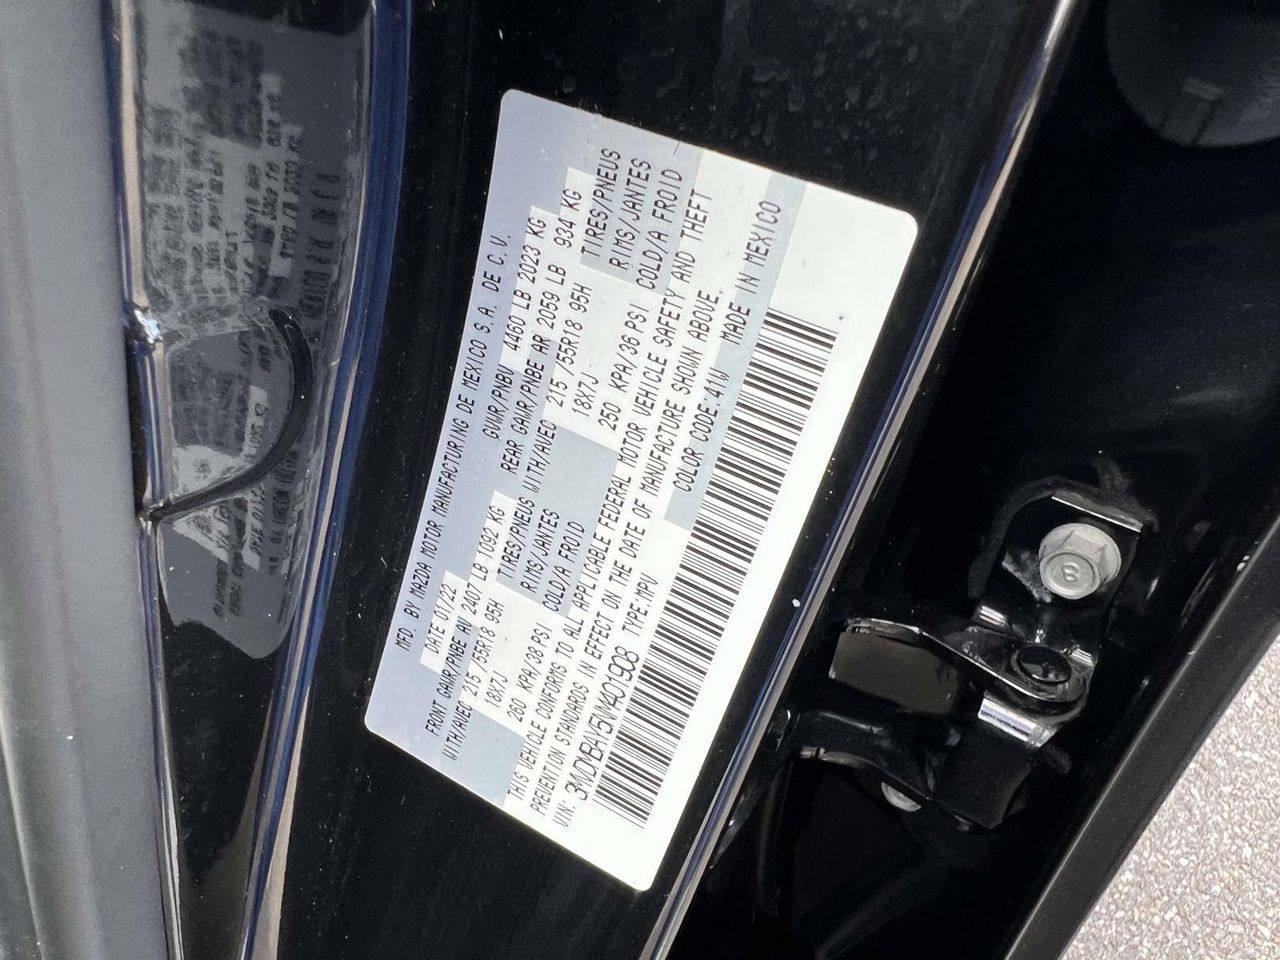 MFD. BY MAZDA MOTOR MANUFACTURING DE MEXICO S.A. DE C.V.
DATE 01/22 GVWR/PNBV 4460 LB 2023 KG
FRONT GAWR/PNBE AV 2407 LB 1092 KG REAR GAWR/PNBE AR 2059 LB 934 KG
WITH/AVEC 215 /55R18 95H TIRES/PNEUS WITH/AVEC 215 /55R18 95H TIRES/PNEUS
18X7J RIMS/JANTES 18X7J RIMS/JANTES
260 KPA/38 PSI COLD/A FROID 250 KPA/36 PSI COLD/A FROID
THIS VEHICLE CONFORMS TO ALL APPLICABLE FEDERAL MOTOR VEHICLE SAFETY AND THEFT
PREVENTION STANDARDS IN EFFECT ON THE DATE OF MANUFACTURE SHOWN ABOVE.
VIN: 3MVDMBHY5NM401908 TYPE:MPV COLOR CODE:41W MADE IN MEXICO